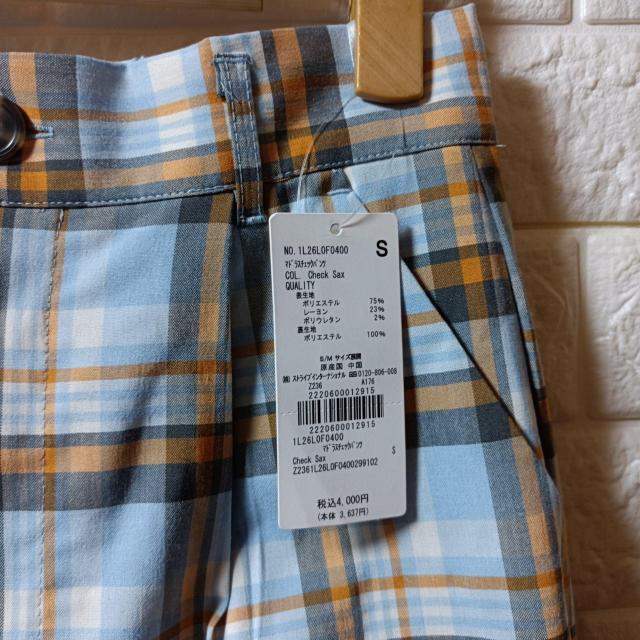 NO. 1L26L0F0400 S
マドラスチェックパンツ
COL. Check Sax
QUALITY
表生地
ポリエステル 75%
レーヨン 23%
ポリウレタン 2%
裏生地
ポリエステル 100%
S/M サイズ展開
原産国 中国
㈱ ストライプインターナショナル 0120-806-008
Z236 A176
2220600012915
2220600012915
1L26L0F0400
マドラスチェックパンツ S
Check Sax
Z2361L26L0F0400299102
税込4,000円
(本体 3,637円)